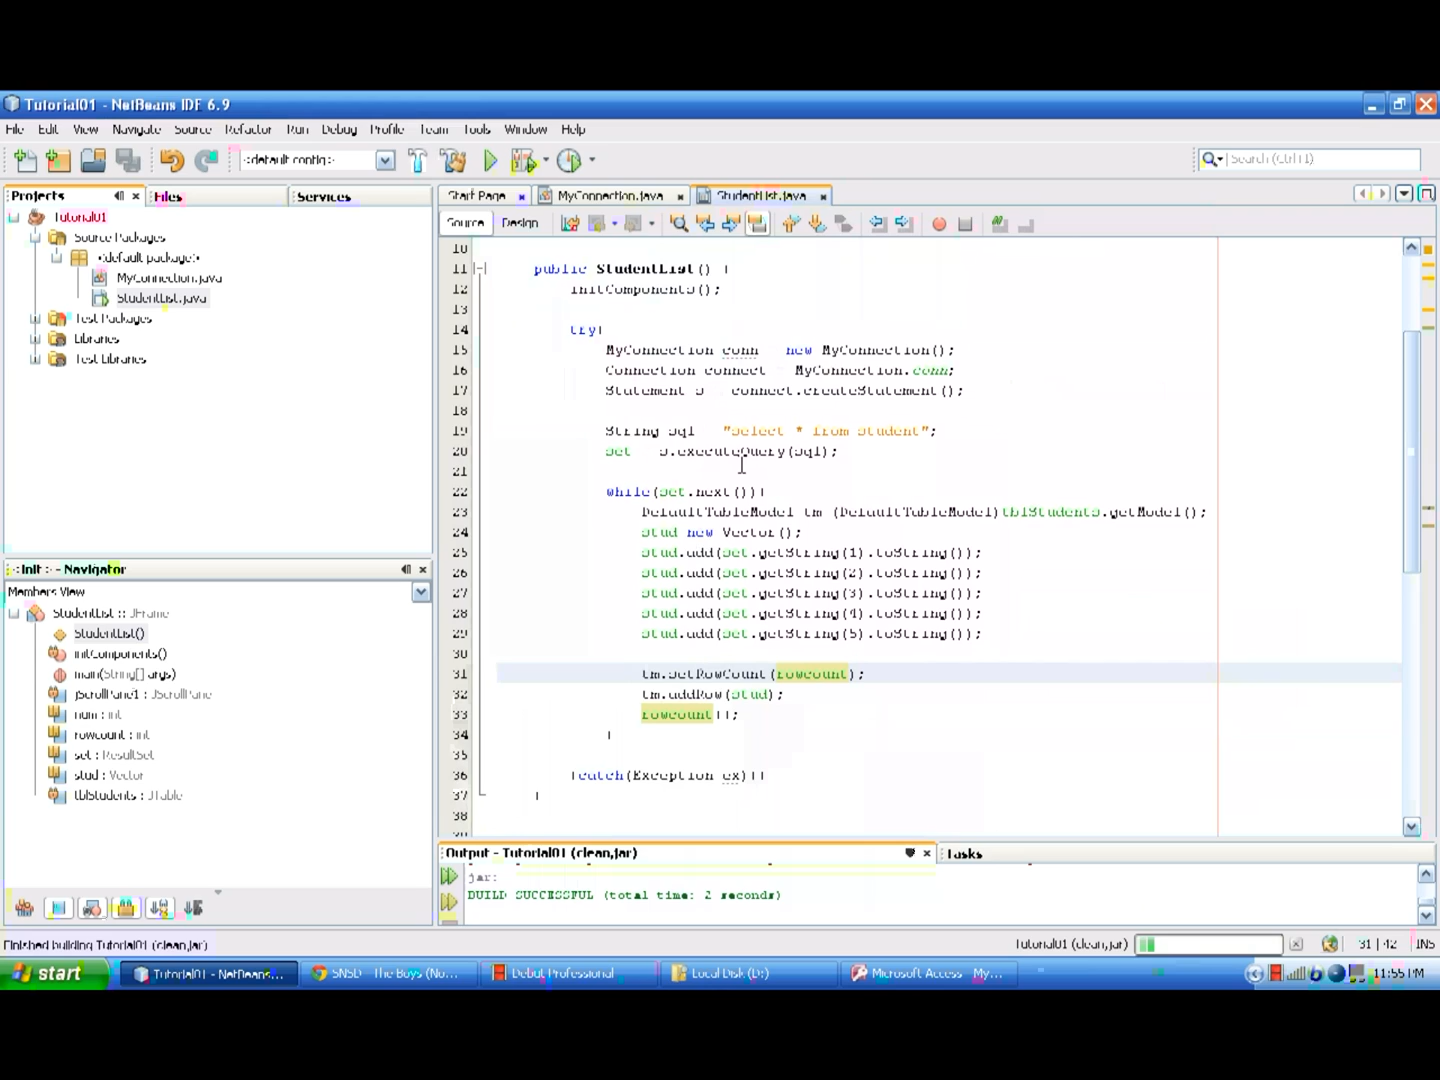 Tutorial01 - NetBeans IDE 6.9
File Edit View Navigate Source Refactor Run Debug Profile Team Tools Window Help
<default config>
Search (Ctrl+I)
Projects Files Services
Start Page MyConnection.java StudentList.java
Source Design
Tutorial01
Source Packages
<default package>
MyConnection.java
StudentList.java
Test Packages
Libraries
Test Libraries
10
11 public StudentList() {
12 initComponents();
13
14 try{
15 MyConnection conn = new MyConnection();
16 Connection connect = MyConnection.conn;
17 Statement s = connect.createStatement();
18
19 String sql = "select * from student";
20 set = s.executeQuery(sql);
21
22 while(set.next()){
23 DefaultTableModel tm=(DefaultTableModel)tblStudents.getModel();
24 stud=new Vector();
25 stud.add(set.getString(1).toString());
26 stud.add(set.getString(2).toString());
27 stud.add(set.getString(3).toString());
28 stud.add(set.getString(4).toString());
29 stud.add(set.getString(5).toString());
30
31 tm.setRowCount(rowcount);
32 tm.addRow(stud);
33 rowcount++;
34 }
35
36 }catch(Exception ex){}
37 }
38
<init> - Navigator
Members View
StudentList :: JFrame
StudentList()
initComponents()
main(String[] args)
jScrollPane1 : JScrollPane
num : int
rowcount : int
set : ResultSet
stud : Vector
tblStudents : JTable
Output - Tutorial01 (clean,jar) Tasks
jar:
BUILD SUCCESSFUL (total time: 2 seconds)
Finished building Tutorial01 (clean,jar)
Tutorial01 (clean,jar) 31 | 42 INS
start Tutorial01 - NetBeans... SNSD - The Boys (No... Debut Professional Local Disk (D:) Microsoft Access - My... 11:55 PM